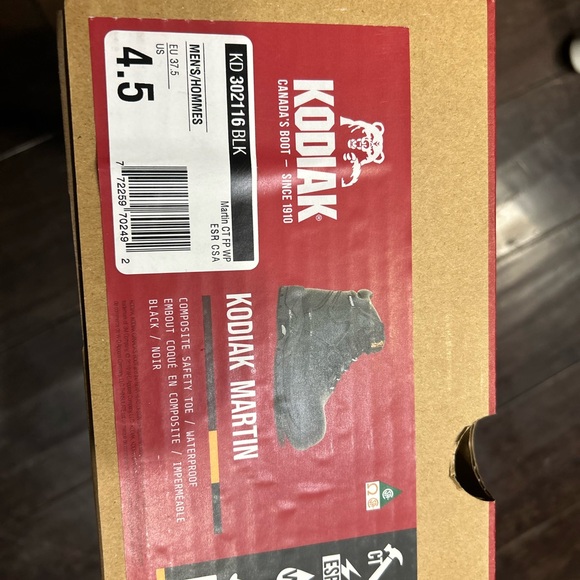 KD 302116 BLK
MEN'S/HOMMES
EU 37.5
US
4.5
Martin CT FP WP
ESR CSA
7 72259 70249 2
KODIAK®
CANADA'S BOOT – SINCE 1910
KODIAK® MARTIN
COMPOSITE SAFETY TOE / WATERPROOF
EMBOUT COQUÉ EN COMPOSITE / IMPERMÉABLE
BLACK / NOIR
CT
ESR